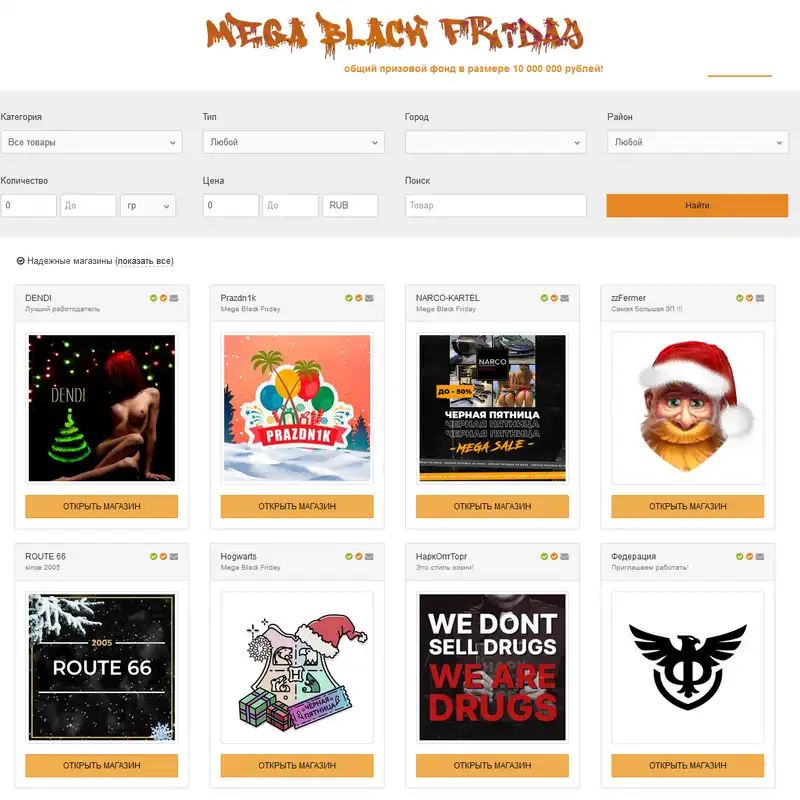 MEGA BLACK FRIDAY
общий призовой фонд в размере 10 000 000 рублей!
Категория Тип Город Район
Все товары Любой Любой
Количество Цена Поиск
0 До гр 0 До RUB Товар Найти
Надежные магазины (показать все)
DENDI Prazdn1k NARCO-KARTEL zzFermer
Лучший работодатель Mega Black Friday Mega Black Friday Самая большая ЗП !!!
DENDI
PRAZDN1K
NARCO
ДО - 50%
ЧЕРНАЯ ПЯТНИЦА
ЧЕРНАЯ ПЯТНИЦА
ЧЕРНАЯ ПЯТНИЦА
- MEGA SALE -
ОТКРЫТЬ МАГАЗИН ОТКРЫТЬ МАГАЗИН ОТКРЫТЬ МАГАЗИН ОТКРЫТЬ МАГАЗИН
ROUTE 66 Hogwarts НаркОптТорг Федерация
since 2005 Mega Black Friday Это стиль жизни! Приглашаем работать!
2005
ROUTE 66
ЧЁРНАЯ
ПЯТНИЦА
WE DONT
SELL DRUGS
WE ARE
DRUGS
Ф
ОТКРЫТЬ МАГАЗИН ОТКРЫТЬ МАГАЗИН ОТКРЫТЬ МАГАЗИН ОТКРЫТЬ МАГАЗИН